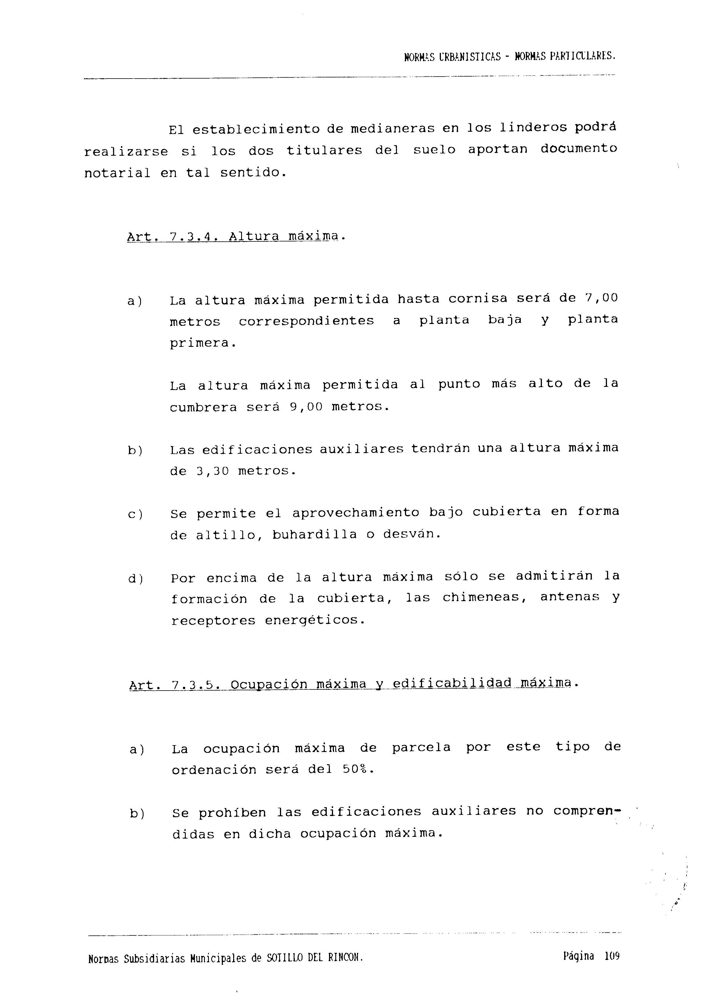 NORMAS URBANISTICAS - NORMAS PARTICULARES.
El establecimiento de medianeras en los linderos podrá
realizarse si los dos titulares del suelo aportan documento
notarial en tal sentido.
Art. 7.3.4. Altura máxima.
a) La altura máxima permitida hasta cornisa será de 7,00
metros correspondientes a planta baja y planta
primera.
La altura máxima permitida al punto más alto de la
cumbrera será 9,00 metros.
b) Las edificaciones auxiliares tendrán una altura máxima
de 3,30 metros.
c) Se permite el aprovechamiento bajo cubierta en forma
de altillo, buhardilla o desván.
d) Por encima de la altura máxima sólo se admitirán la
formación de la cubierta, las chimeneas, antenas y
receptores energéticos.
Art. 7.3.5. Ocupación máxima y edificabilidad máxima.
a) La ocupación máxima de parcela por este tipo de
ordenación será del 50%.
b) Se prohíben las edificaciones auxiliares no compren-
didas en dicha ocupación máxima.
Normas Subsidiarias Municipales de SOTILLO DEL RINCON. Página 109